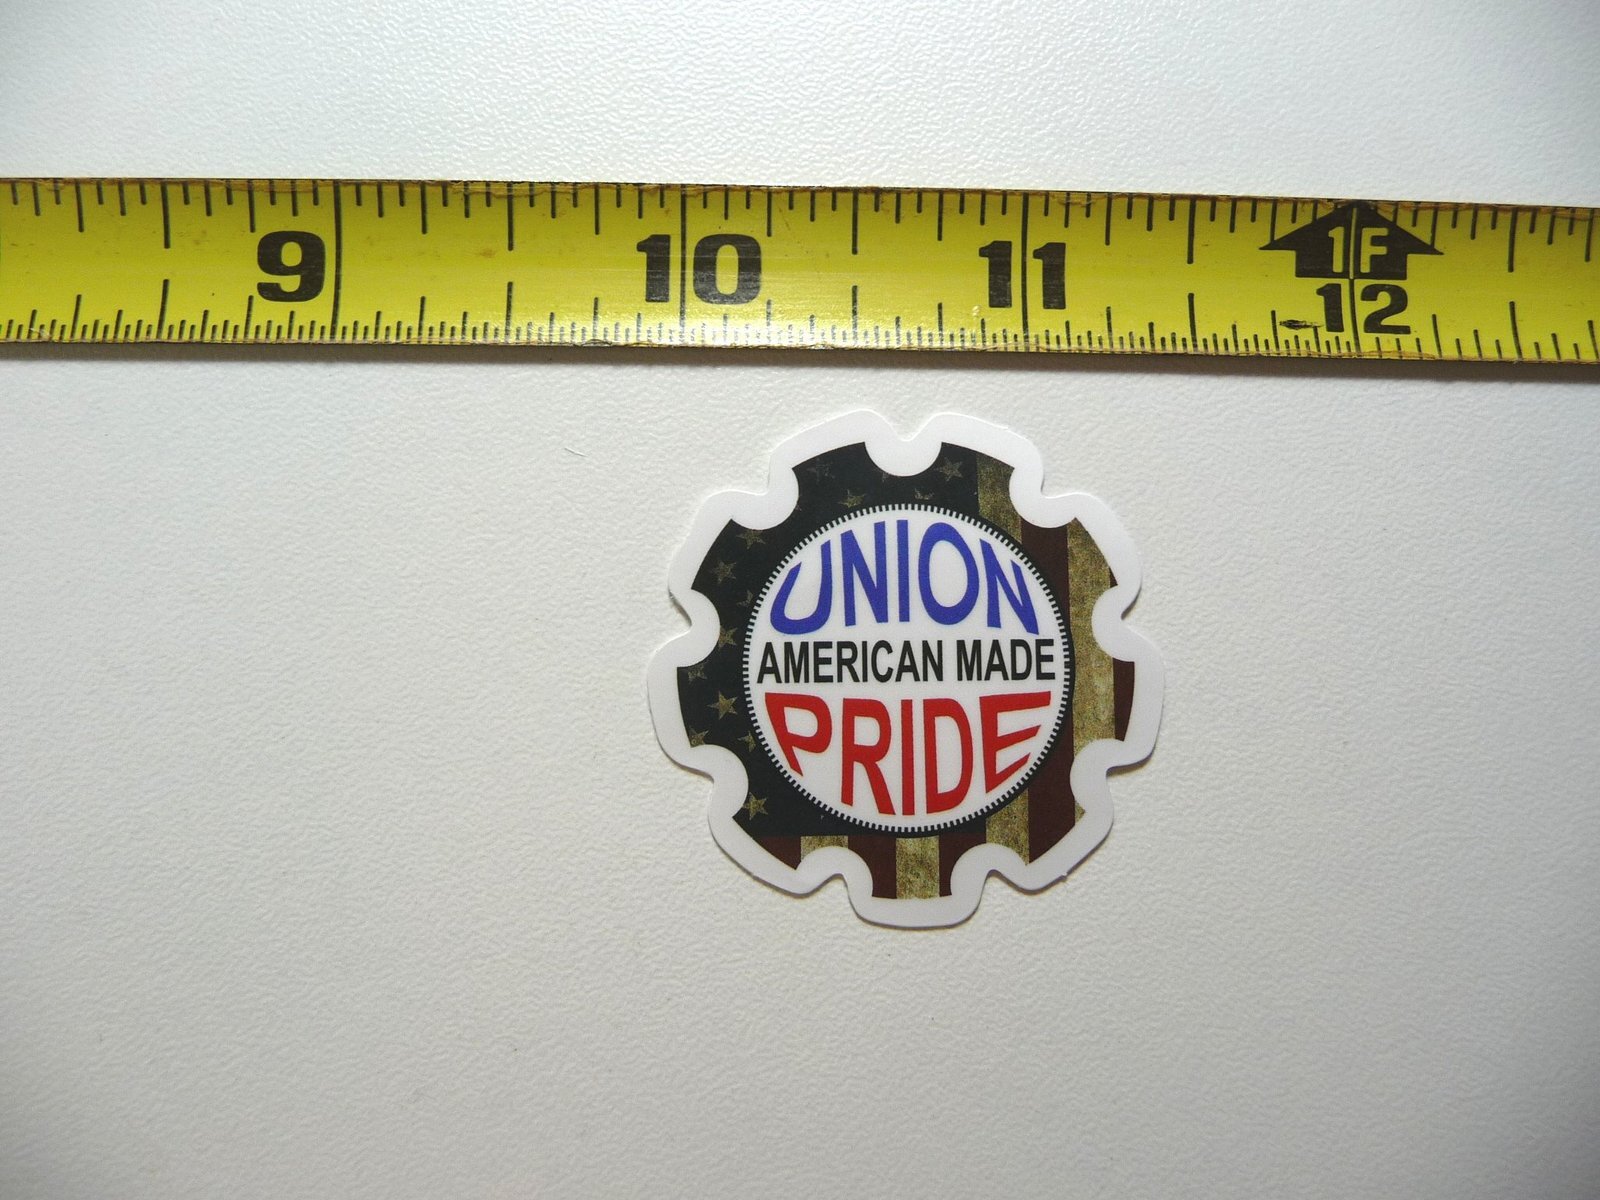 9 10 11 1F
12
UNION
AMERICAN MADE
PRIDE